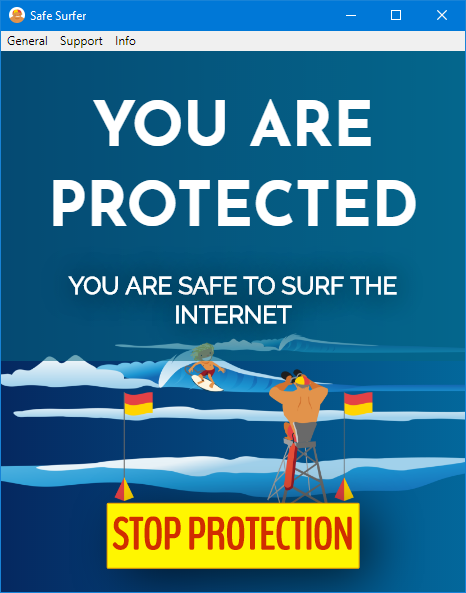 Safe Surfer
General Support Info
YOU ARE
PROTECTED
YOU ARE SAFE TO SURF THE
INTERNET
STOP PROTECTION